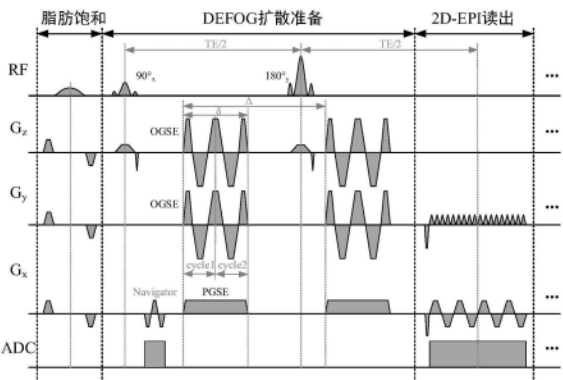 脂肪饱和 DEFOG扩散准备 2D-EPI读出
TE/2 TE/2
RF 90°x 180°y ...
Δ
δ
Gz OGSE ...
Gy OGSE ...
cycle1 cycle2
Gx Navigator PGSE ...
ADC ...